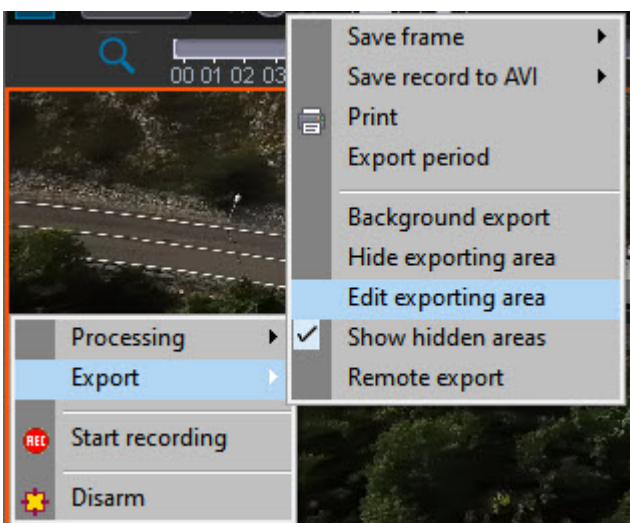 00 01 02 03
Save frame
Save record to AVI
Print
Export period
Background export
Hide exporting area
Edit exporting area
Show hidden areas
Remote export
Processing
Export
REC Start recording
Disarm